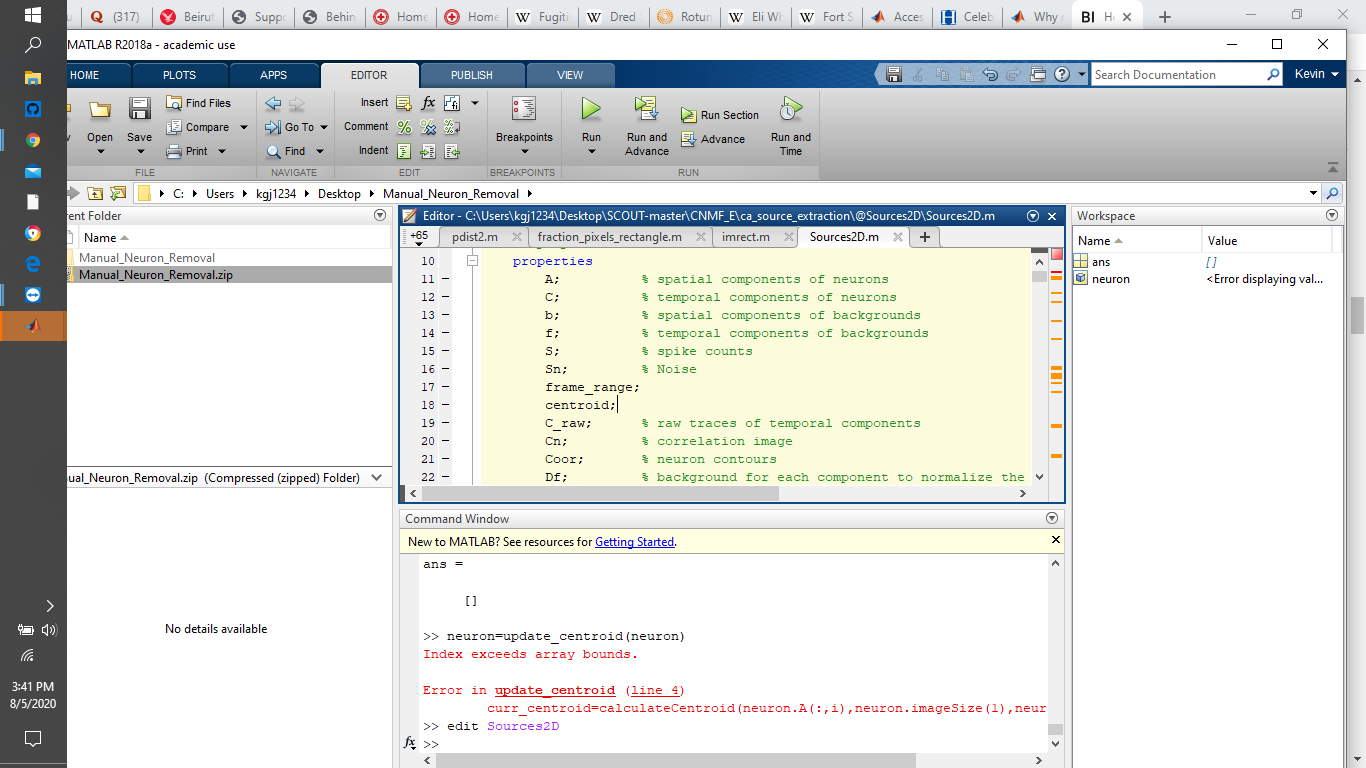 Q (317)
Beirut
Suppo
Behin
Home
Home
W Fugiti
W Dred
Rotun
W Eli Wh
W Fort S
Acces
Celeb
Why
BI
MATLAB R2018a - academic use
HOME PLOTS APPS EDITOR PUBLISH VIEW
Search Documentation
Kevin
Open Save
Find Files
Compare
Print
Go To
Find
Insert fx
Comment
Indent
Breakpoints
Run
Run and Advance
Run Section
Advance
Run and Time
FILE NAVIGATE EDIT BREAKPOINTS RUN
C: Users kgj1234 Desktop Manual_Neuron_Removal
rent Folder
Name
Manual_Neuron_Removal
Manual_Neuron_Removal.zip
ual_Neuron_Removal.zip (Compressed (zipped) Folder)
No details available
Editor - C:\Users\kgj1234\Desktop\SCOUT-master\CNMF_E\ca_source_extraction\@Sources2D\Sources2D.m
+65 pdist2.m fraction_pixels_rectangle.m imrect.m Sources2D.m
10 properties
11 – A; % spatial components of neurons
12 – C; % temporal components of neurons
13 – b; % spatial components of backgrounds
14 – f; % temporal components of backgrounds
15 – S; % spike counts
16 – Sn; % Noise
17 – frame_range;
18 – centroid;
19 – C_raw; % raw traces of temporal components
20 – Cn; % correlation image
21 – Coor; % neuron contours
22 – Df; % background for each component to normalize the
Command Window
New to MATLAB? See resources for Getting Started.
ans =
[]
>> neuron=update_centroid(neuron)
Index exceeds array bounds.
Error in update_centroid (line 4)
curr_centroid=calculateCentroid(neuron.A(:,i),neuron.imageSize(1),neur
>> edit Sources2D
fx >>
Workspace
Name Value
ans []
neuron <Error displaying val...
3:41 PM
8/5/2020